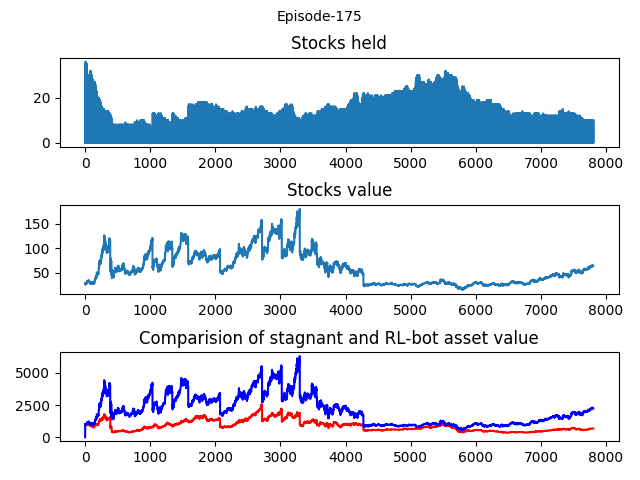 Episode-175
Stocks held
20
0
0 1000 2000 3000 4000 5000 6000 7000 8000
Stocks value
150
100
50
0 1000 2000 3000 4000 5000 6000 7000 8000
Comparision of stagnant and RL-bot asset value
5000
2500
0
0 1000 2000 3000 4000 5000 6000 7000 8000